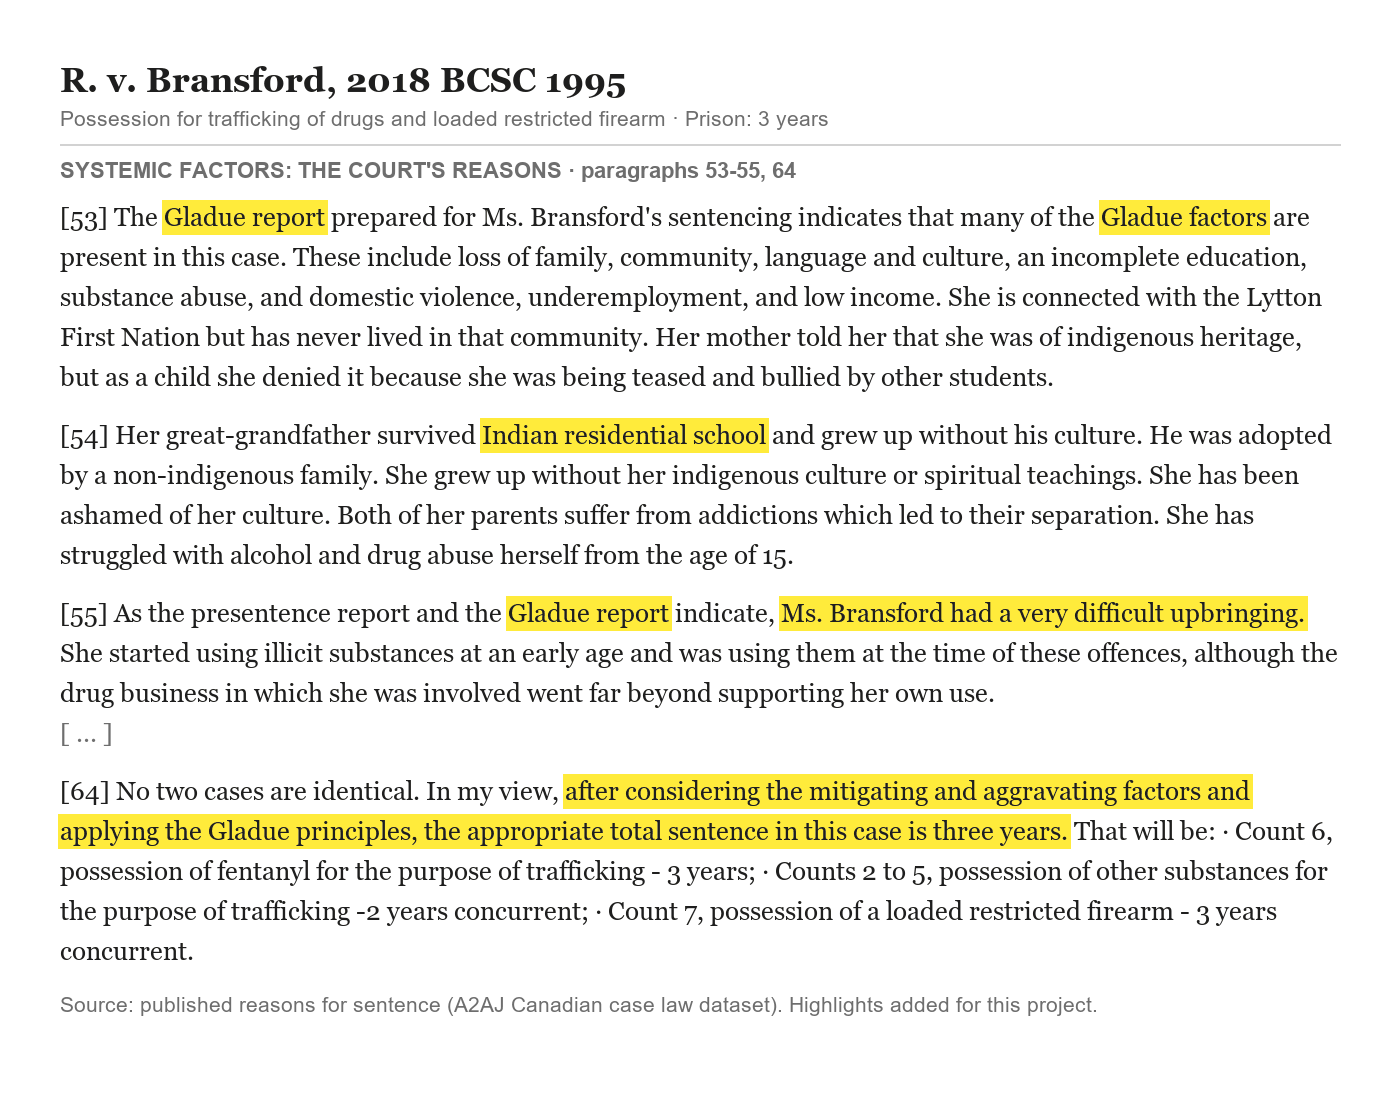 R. v. Bransford, 2018 BCSC 1995
Possession for trafficking of drugs and loaded restricted firearm · Prison: 3 years
SYSTEMIC FACTORS: THE COURT'S REASONS · paragraphs 53-55, 64
[53] The Gladue report prepared for Ms. Bransford's sentencing indicates that many of the Gladue factors are
present in this case. These include loss of family, community, language and culture, an incomplete education,
substance abuse, and domestic violence, underemployment, and low income. She is connected with the Lytton
First Nation but has never lived in that community. Her mother told her that she was of indigenous heritage,
but as a child she denied it because she was being teased and bullied by other students.
[54] Her great-grandfather survived Indian residential school and grew up without his culture. He was adopted
by a non-indigenous family. She grew up without her indigenous culture or spiritual teachings. She has been
ashamed of her culture. Both of her parents suffer from addictions which led to their separation. She has
struggled with alcohol and drug abuse herself from the age of 15.
[55] As the presentence report and the Gladue report indicate, Ms. Bransford had a very difficult upbringing.
She started using illicit substances at an early age and was using them at the time of these offences, although the
drug business in which she was involved went far beyond supporting her own use.
[ ... ]
[64] No two cases are identical. In my view, after considering the mitigating and aggravating factors and
applying the Gladue principles, the appropriate total sentence in this case is three years. That will be: · Count 6,
possession of fentanyl for the purpose of trafficking - 3 years; · Counts 2 to 5, possession of other substances for
the purpose of trafficking -2 years concurrent; · Count 7, possession of a loaded restricted firearm - 3 years
concurrent.
Source: published reasons for sentence (A2AJ Canadian case law dataset). Highlights added for this project.